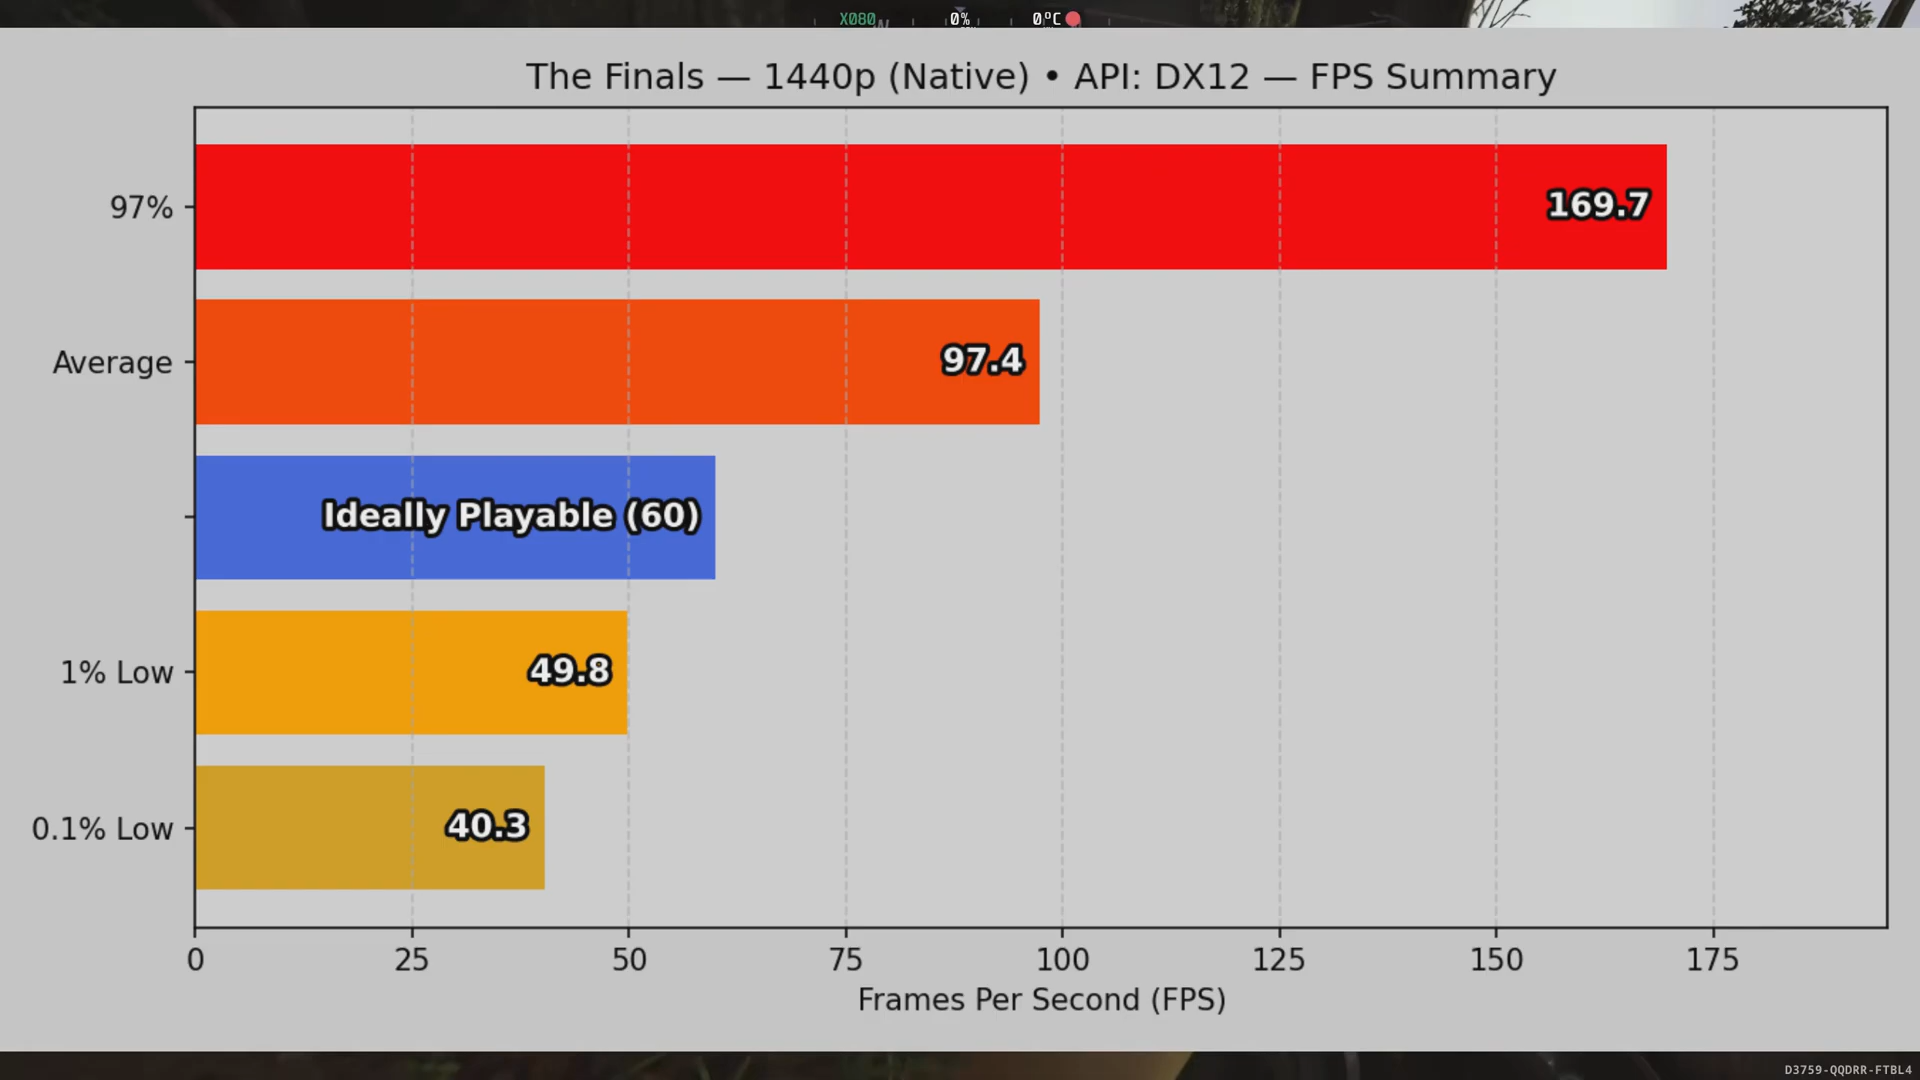 X080 0% 0°C
The Finals — 1440p (Native) • API: DX12 — FPS Summary
97% 169.7
Average 97.4
Ideally Playable (60)
1% Low 49.8
0.1% Low 40.3
0 25 50 75 100 125 150 175
Frames Per Second (FPS)
D3759-QQDRR-FTBL4